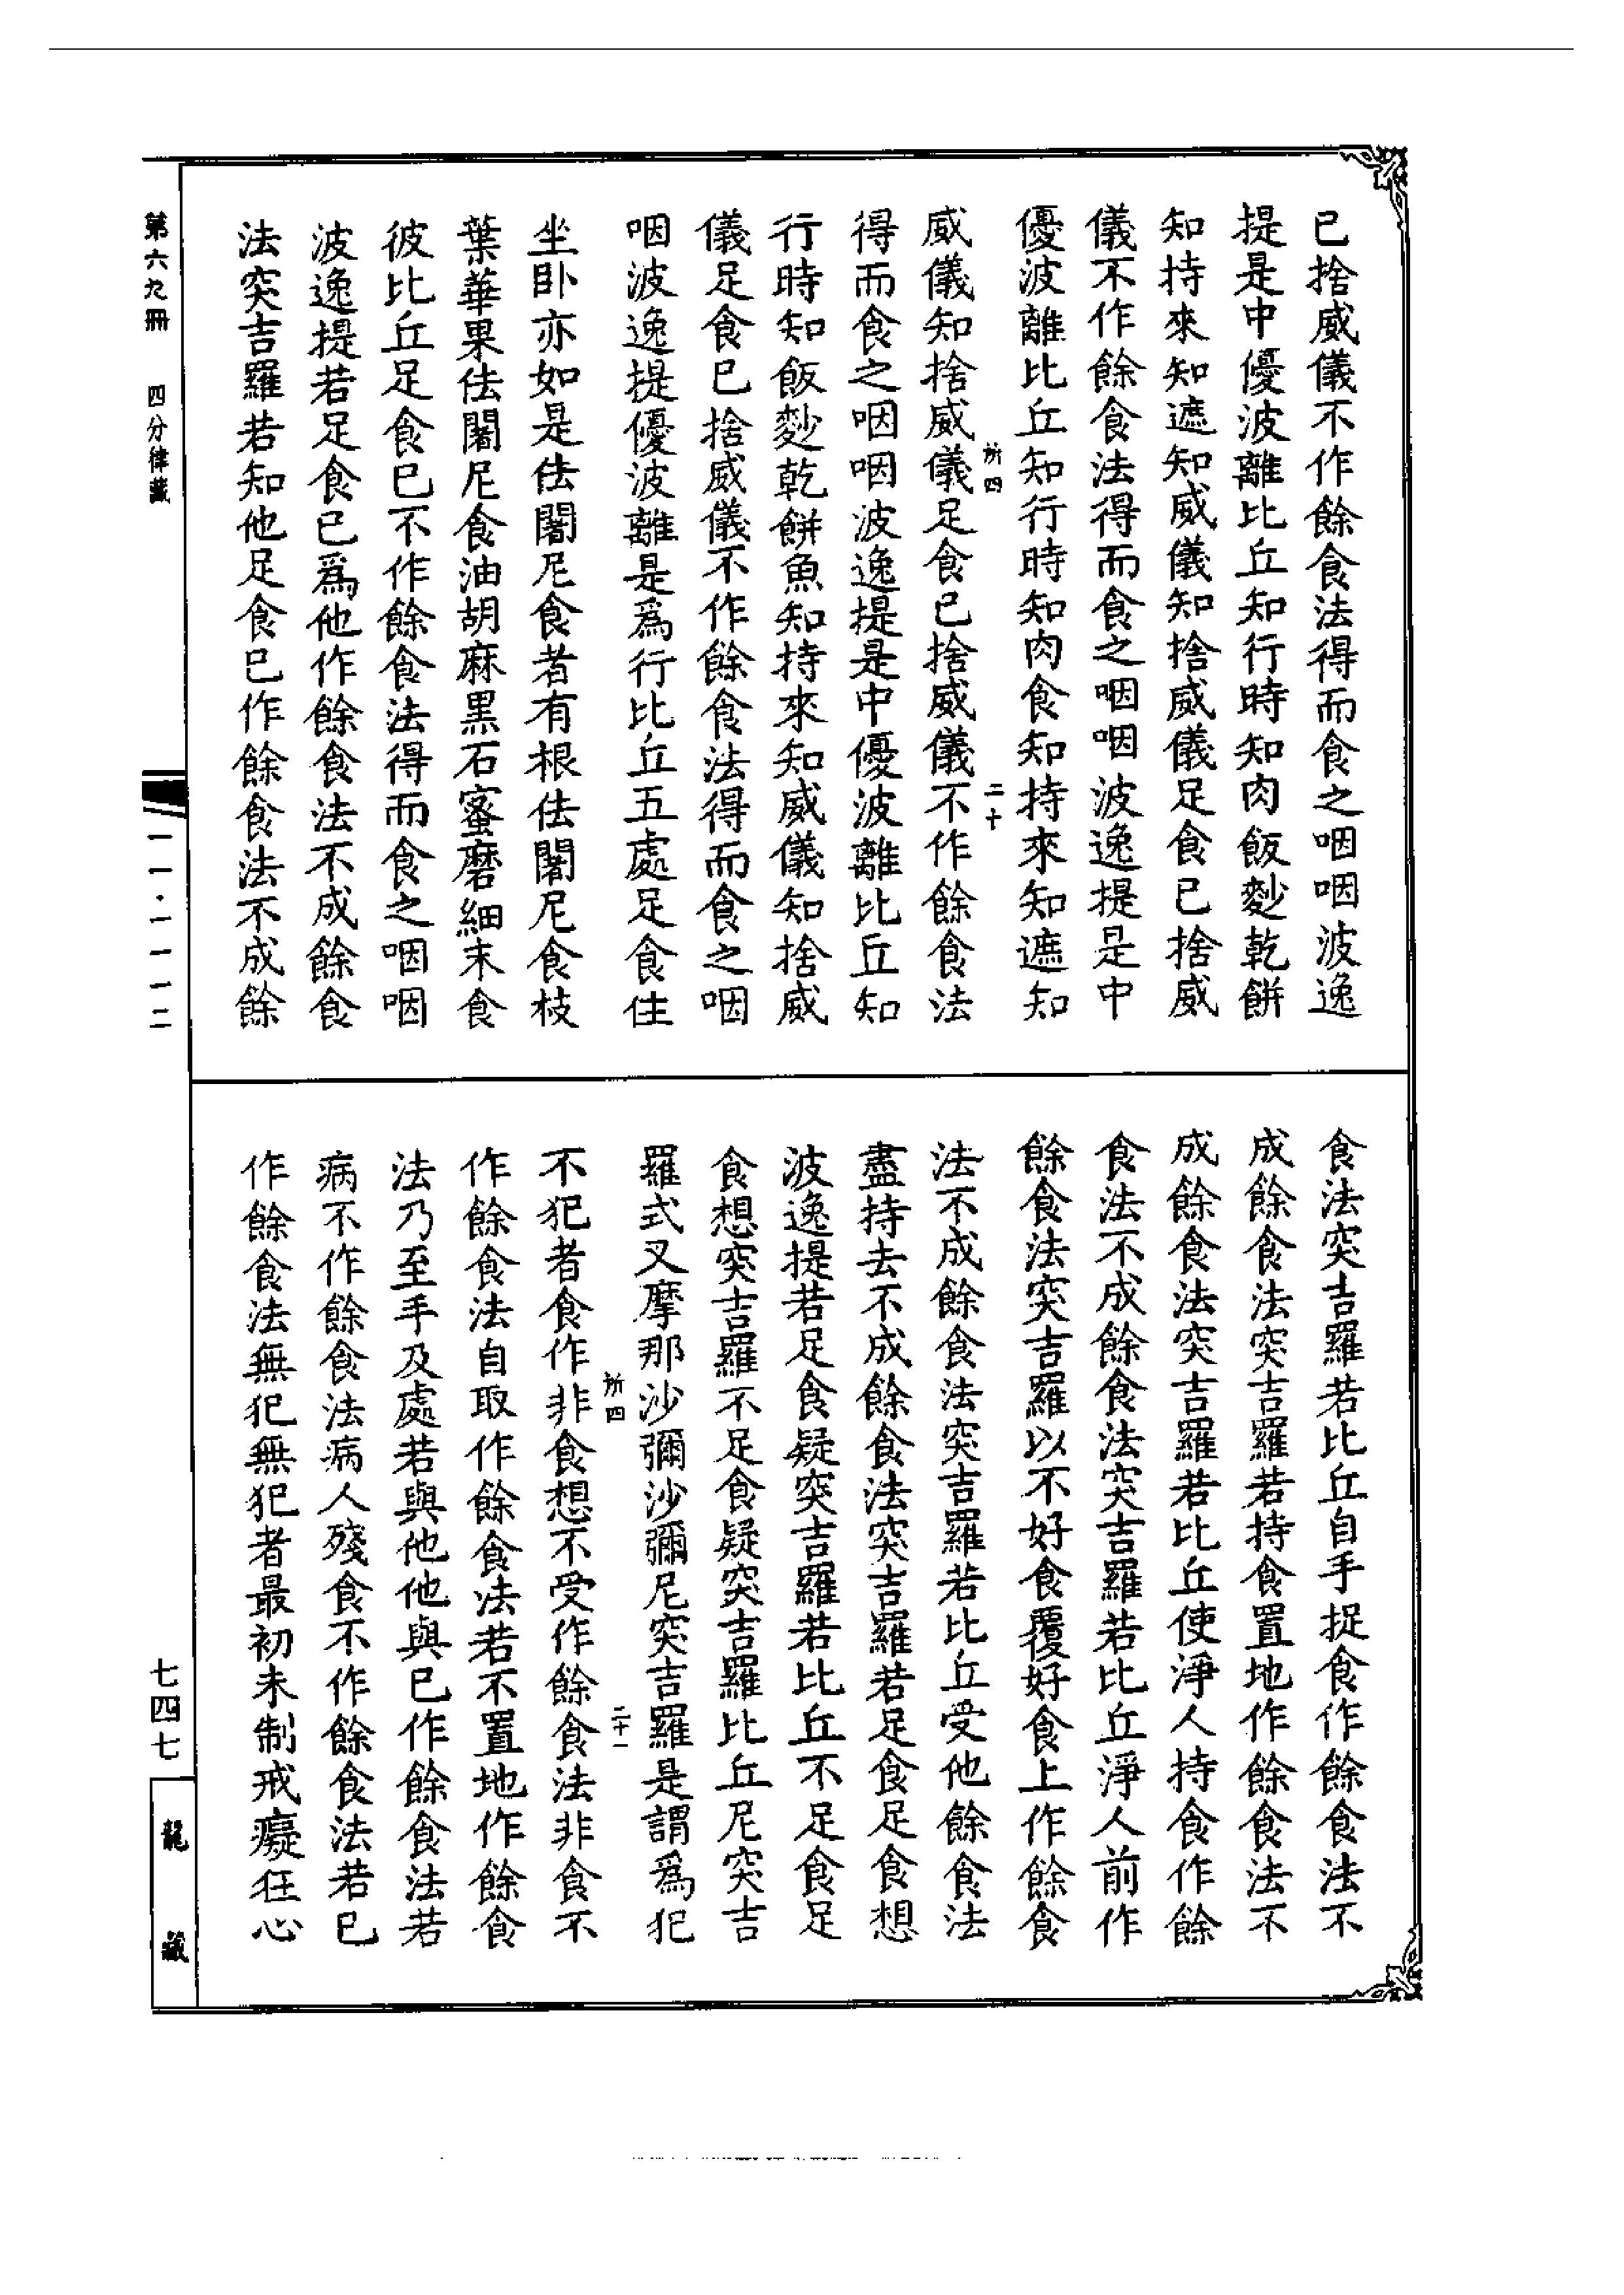 已捨威儀不作餘食法得而食之咽咽波逸
提是中優波離比丘知行時知肉飯麨乾餅
知持來知遮知威儀知捨威儀足食已捨威
儀不作餘食法得而食之咽咽波逸提是中
優波離比丘知行時知肉食知持來知遮知
所四
二十
威儀知捨威儀足食已捨威儀不作餘食法
得而食之咽咽波逸提是中優波離比丘知
行時知飯麨乾餅魚知持來知威儀知捨威
儀足食已捨威儀不作餘食法得而食之咽
咽波逸提優波離是為行比丘五處足食住
坐臥亦如是佉闍尼食者有根佉闍尼食枝
葉華果佉闍尼食油胡麻黑石蜜磨細末食
彼比丘足食已不作餘食法得而食之咽咽
波逸提若足食已為他作餘食法不成餘食
法突吉羅若知他足食已作餘食法不成餘
食法突吉羅若比丘自手捉食作餘食法不
成餘食法突吉羅若持食置地作餘食法不
成餘食法突吉羅若比丘使淨人持食作餘
食法不成餘食法突吉羅若比丘淨人前作
餘食法突吉羅以不好食覆好食上作餘食
法不成餘食法突吉羅若比丘受他餘食法
盡持去不成餘食法突吉羅若足食足食想
波逸提若足食疑突吉羅若比丘不足食足
食想突吉羅不足食疑突吉羅比丘尼突吉
羅式叉摩那沙彌沙彌尼突吉羅是謂為犯
所四
二十一
不犯者食作非食想不受作餘食法非食不
作餘食法自取作餘食法若不置地作餘食
法乃至手及處若與他他與已作餘食法若
病不作餘食法病人殘食不作餘食法若已
作餘食法無犯無犯者最初未制戒癡狂心
第六九冊 四分律藏
一一·一一一二
七四七
龍藏